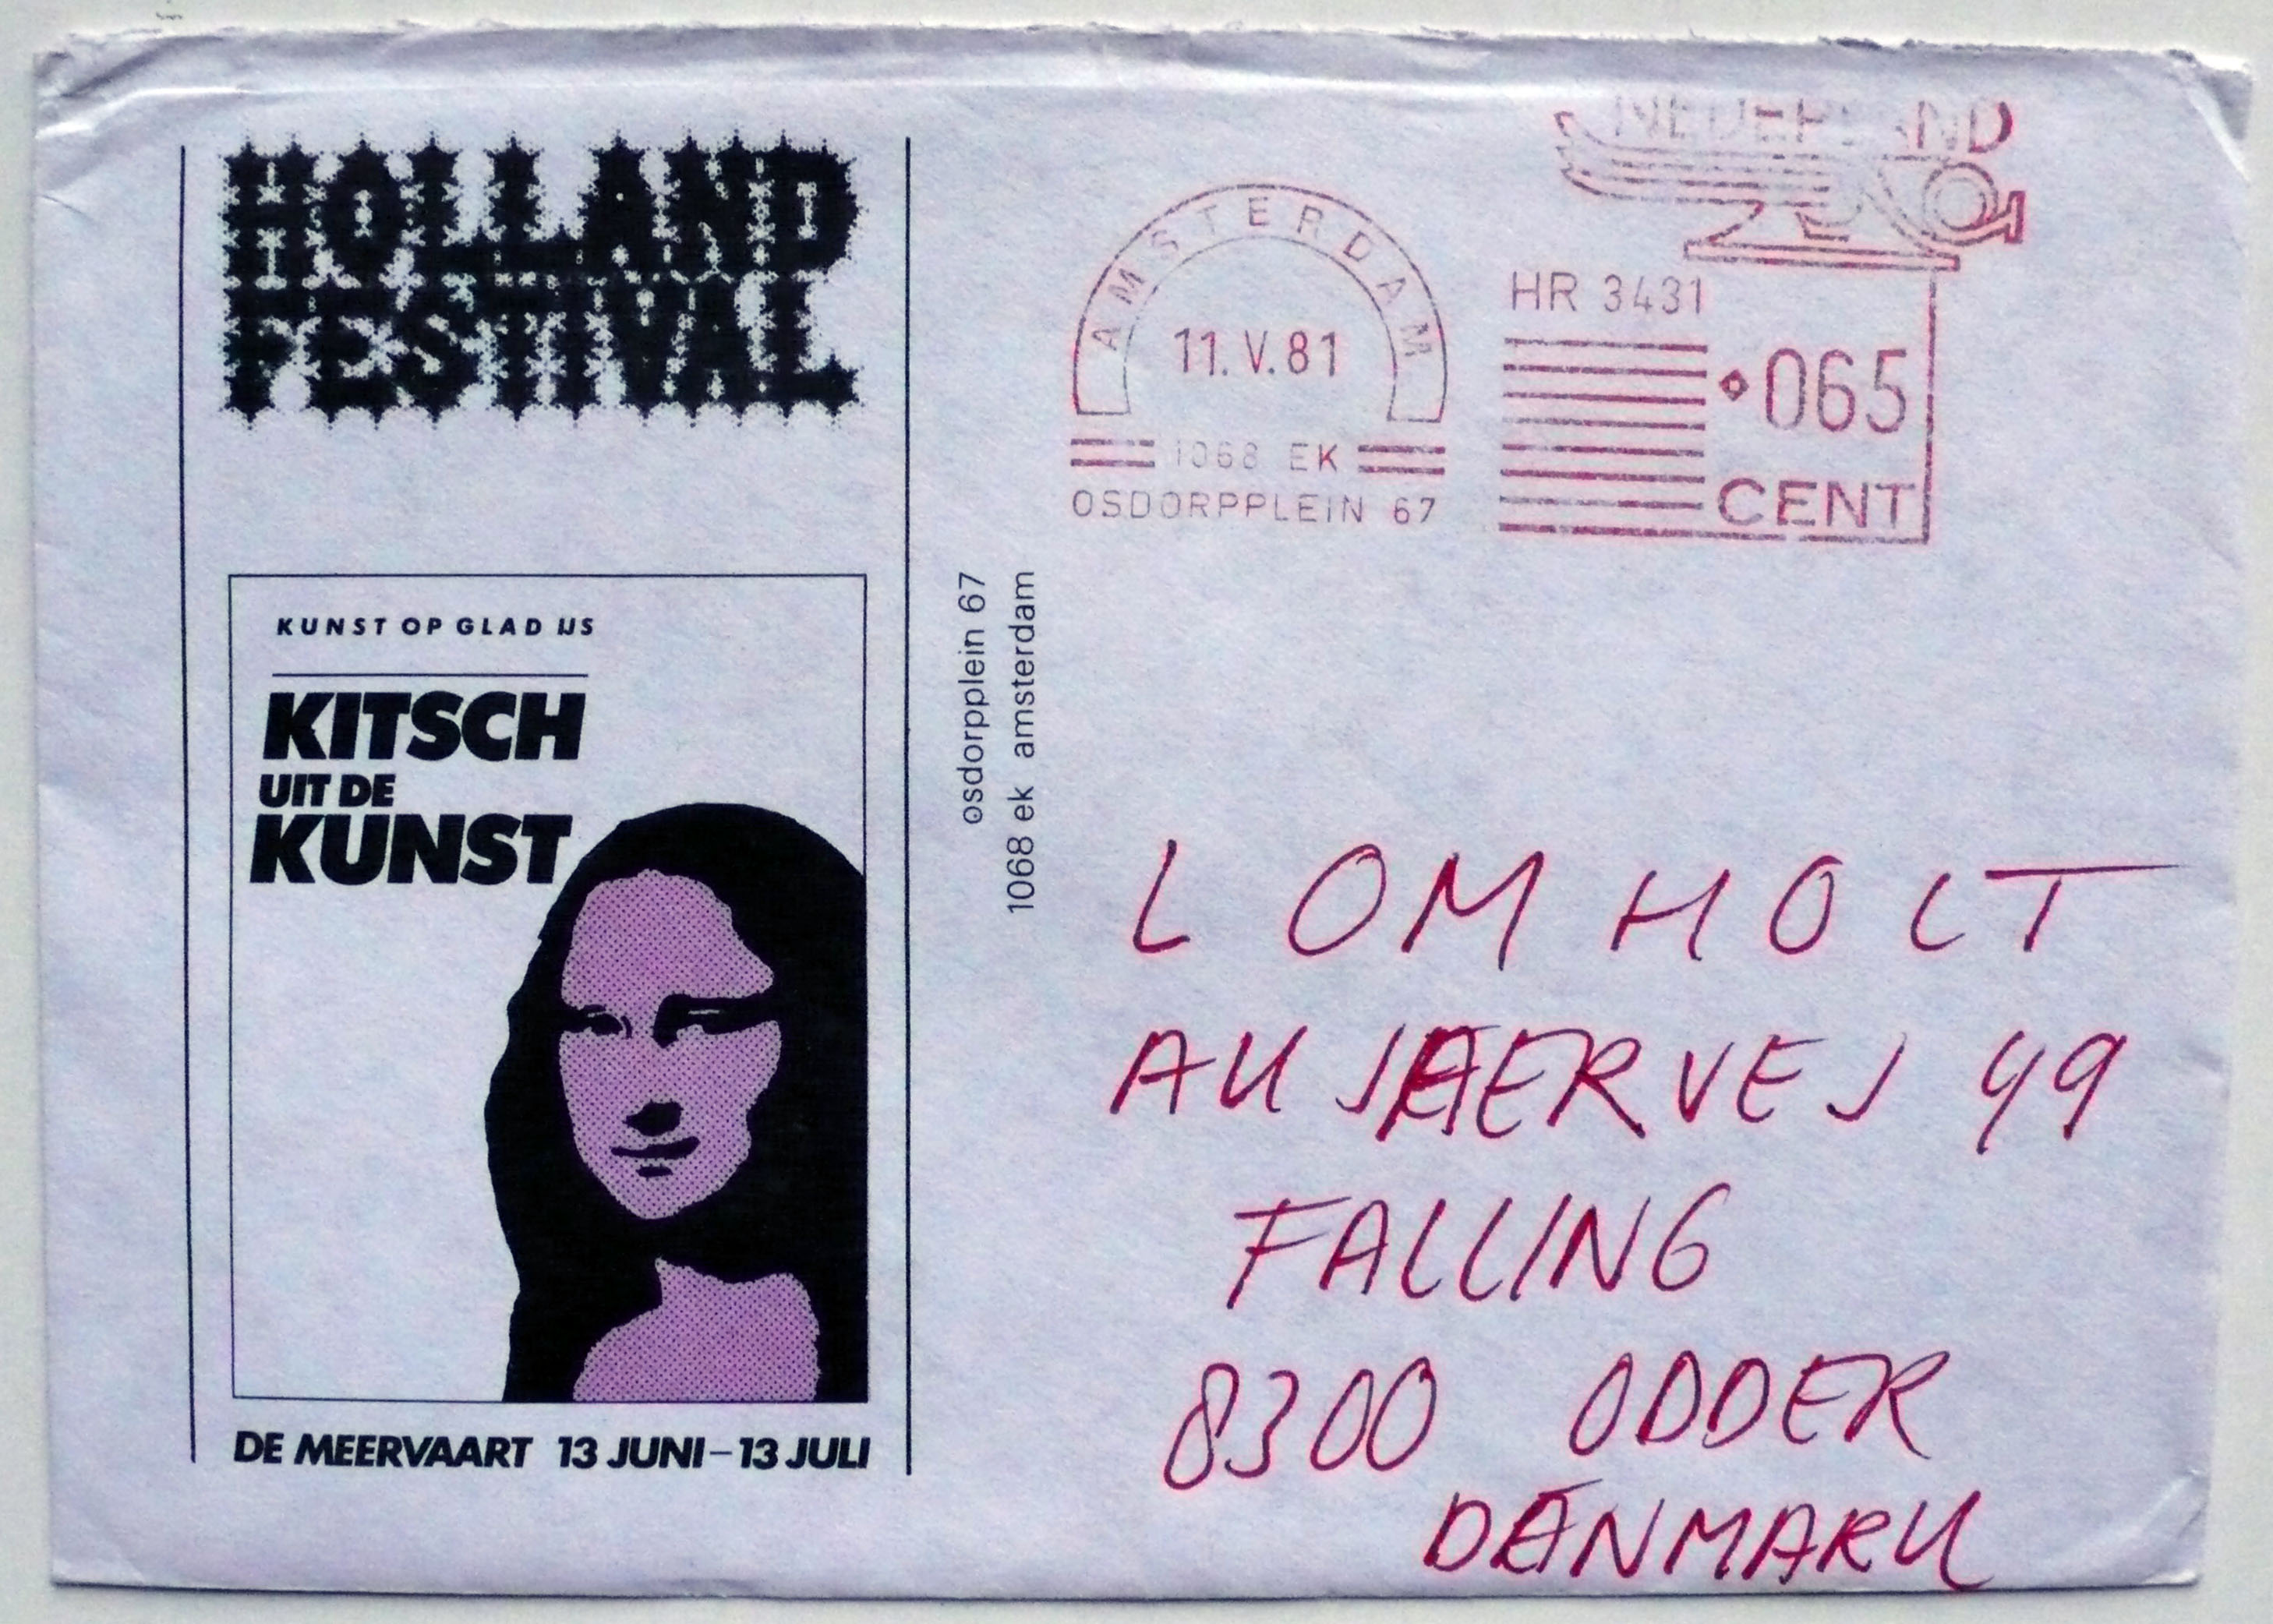 HOLLAND
FESTIVAL
KUNST OP GLAD IJS
KITSCH
UIT DE
KUNST
DE MEERVAART 13 JUNI–13 JULI
osdorpplein 67
1068 ek amsterdam
NEDERLAND
AMSTERDAM
11.V.81
1068 EK
OSDORPPLEIN 67
HR 3431
065
CENT
LOMHOLT
AKJAERVEJ 49
FALLING
8300 ODDER
DENMARK